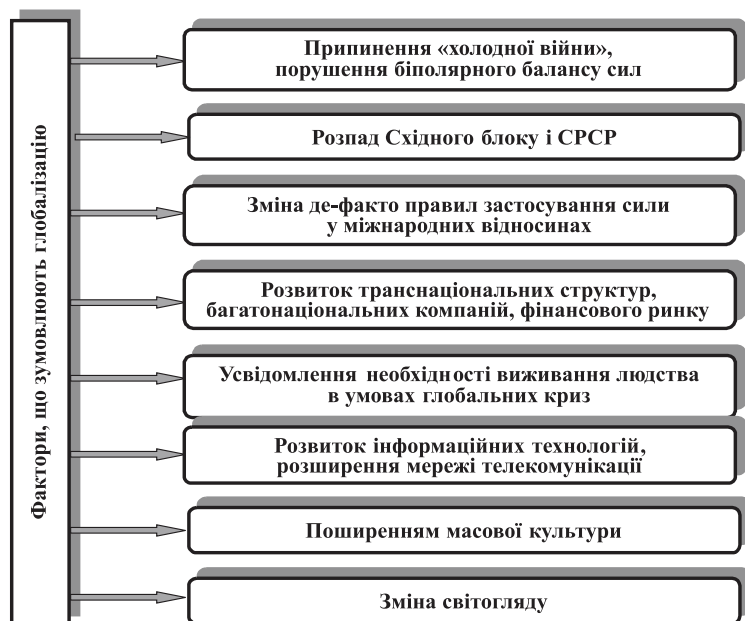 Фактори, що зумовлюють глобалізацію
Припинення «холодної війни»,
порушення біполярного балансу сил
Розпад Східного блоку і СРСР
Зміна де-факто правил застосування сили
у міжнародних відносинах
Розвиток транснаціональних структур,
багатонаціональних компаній, фінансового ринку
Усвідомлення необхідності виживання людства
в умовах глобальних криз
Розвиток інформаційних технологій,
розширення мережі телекомунікації
Поширенням масової культури
Зміна світогляду